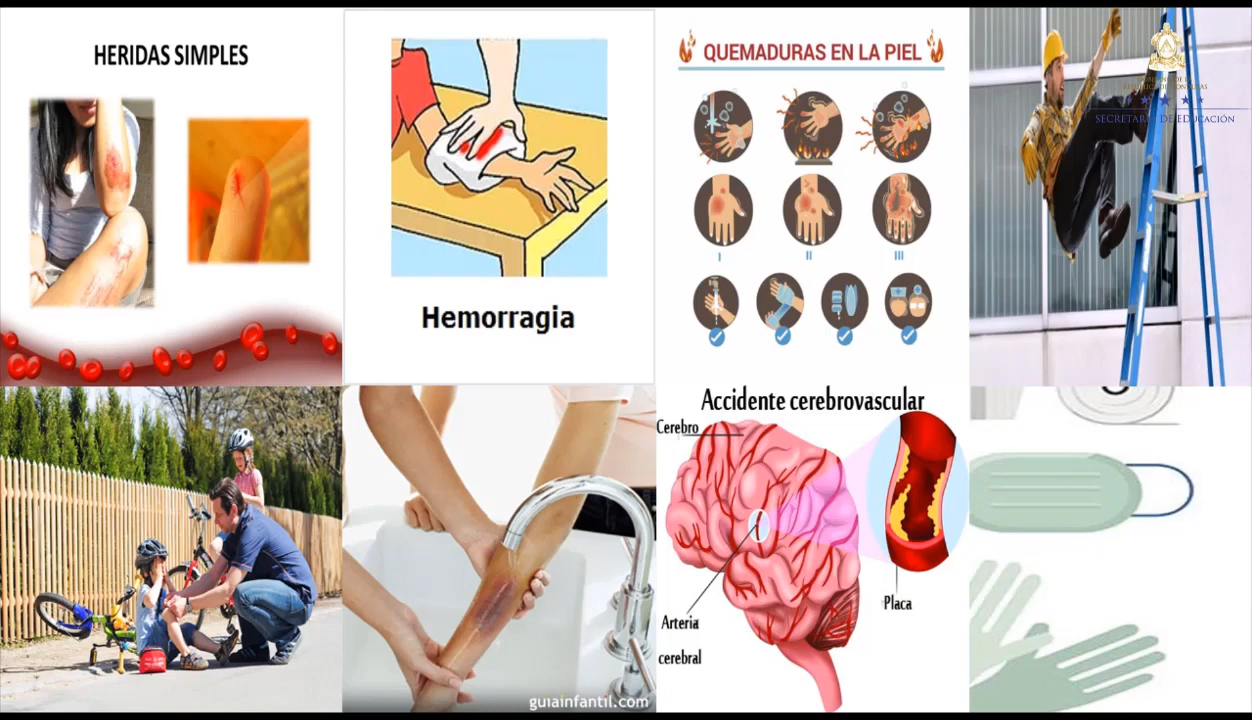 HERIDAS SIMPLES
Hemorragia
QUEMADURAS EN LA PIEL
I
II
III
SECRETARÍA DE EDUCACIÓN
guiainfantil.com
Accidente cerebrovascular
Cerebro
Arteria
cerebral
Placa